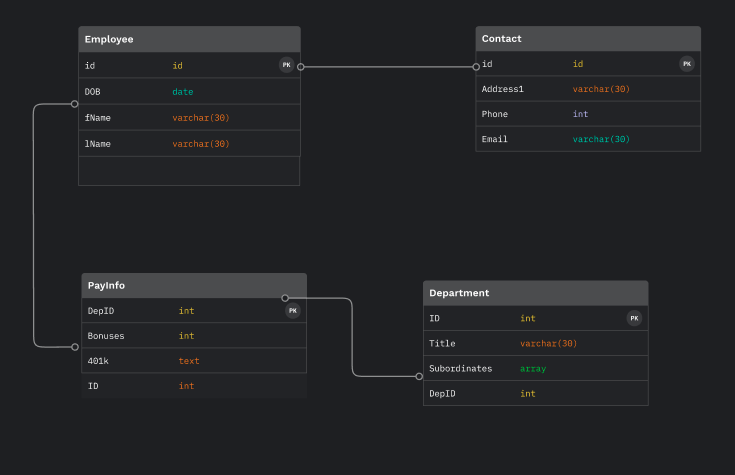 Employee
id id PK
DOB date
fName varchar(30)
lName varchar(30)
Contact
id id PK
Address1 varchar(30)
Phone int
Email varchar(30)
PayInfo
DepID int PK
Bonuses int
401k text
ID int
Department
ID int PK
Title varchar(30)
Subordinates array
DepID int